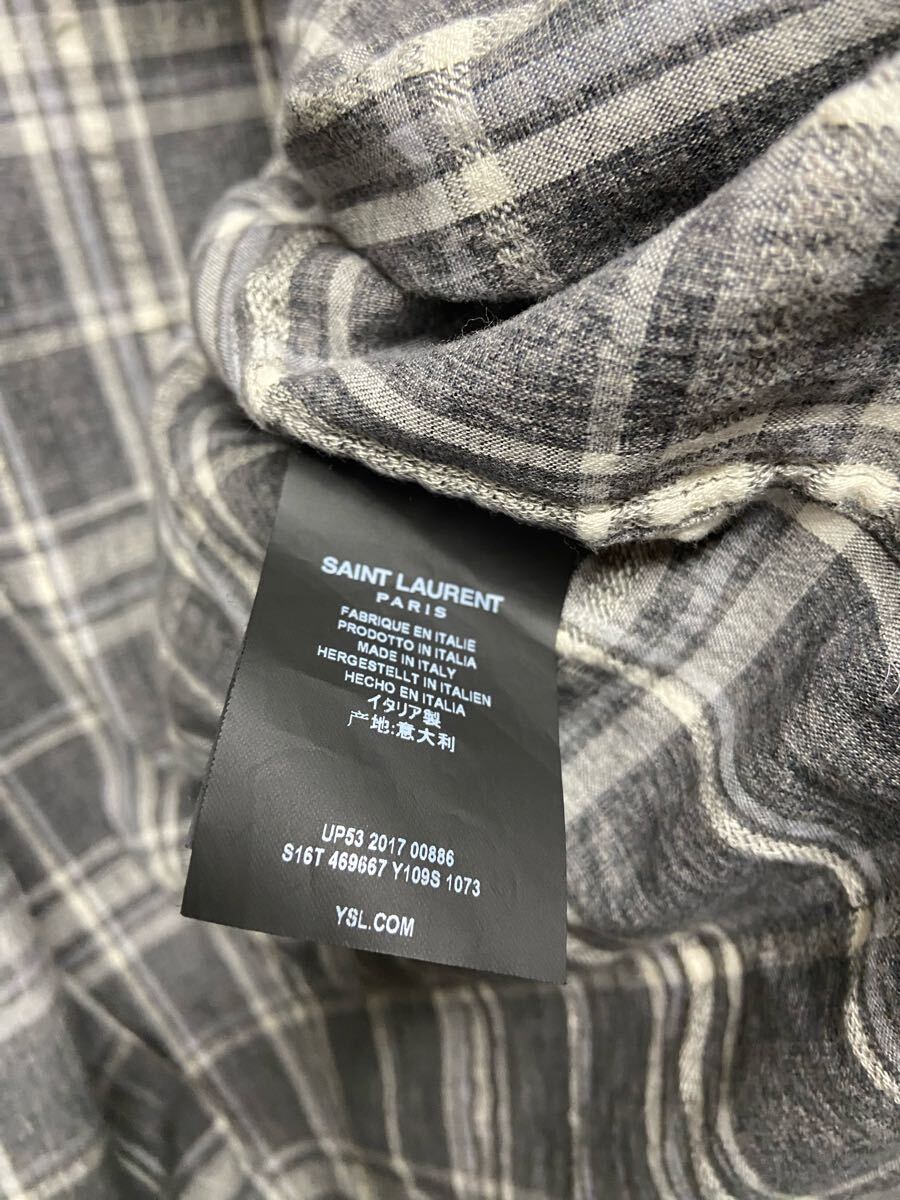 SAINT LAURENT
PARIS
FABRIQUE EN ITALIE
PRODOTTO IN ITALIA
MADE IN ITALY
HERGESTELLT IN ITALIEN
HECHO EN ITALIA
イタリア製
产地:意大利
UP53 2017 00886
S16T 469667 Y109S 1073
YSL.COM